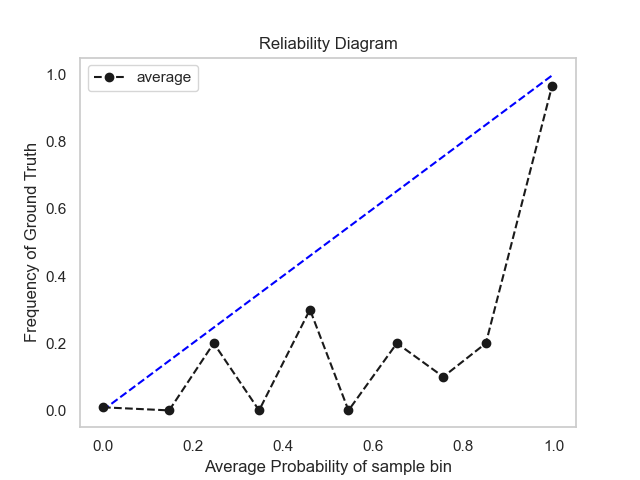 Reliability Diagram
average
Frequency of Ground Truth
1.0
0.8
0.6
0.4
0.2
0.0
0.0 0.2 0.4 0.6 0.8 1.0
Average Probability of sample bin